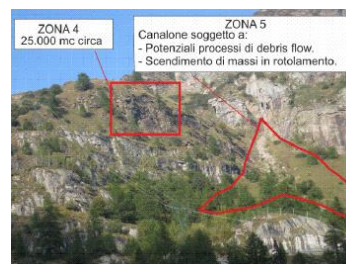 ZONA 4
25.000 mc circa
ZONA 5
Canalone soggetto a:
- Potenziali processi di debris flow.
- Scendimento di massi in rotolamento.